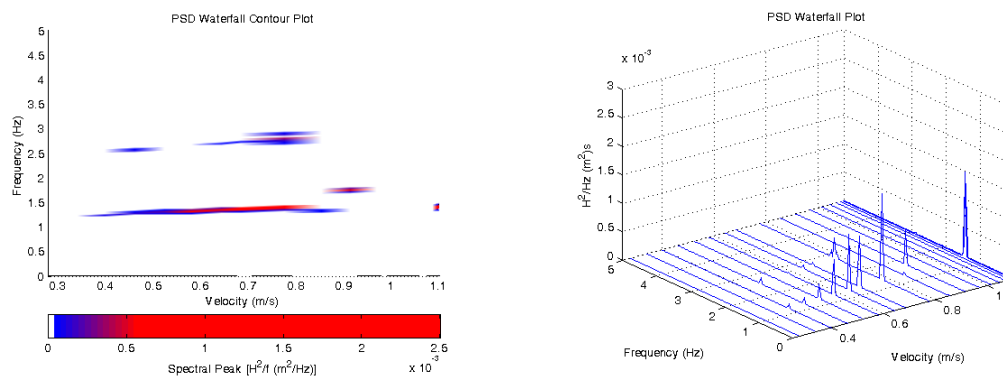 PSD Waterfall Contour Plot
5
4.5
4
3.5
3
2.5
2
1.5
1
0.5
0
Frequency (Hz)
0.3 0.4 0.5 0.6 0.7 0.8 0.9 1 1.1
Velocity (m/s)
0 0.5 1 1.5 2 2.5
x 10⁻³
Spectral Peak [H²/f (m²/Hz)]
PSD Waterfall Plot
x 10⁻³
3
2.5
2
1.5
1
0.5
0
H²/Hz (m²)s
5 4 3 2 1 0
Frequency (Hz)
0.4 0.6 0.8 1
Velocity (m/s)